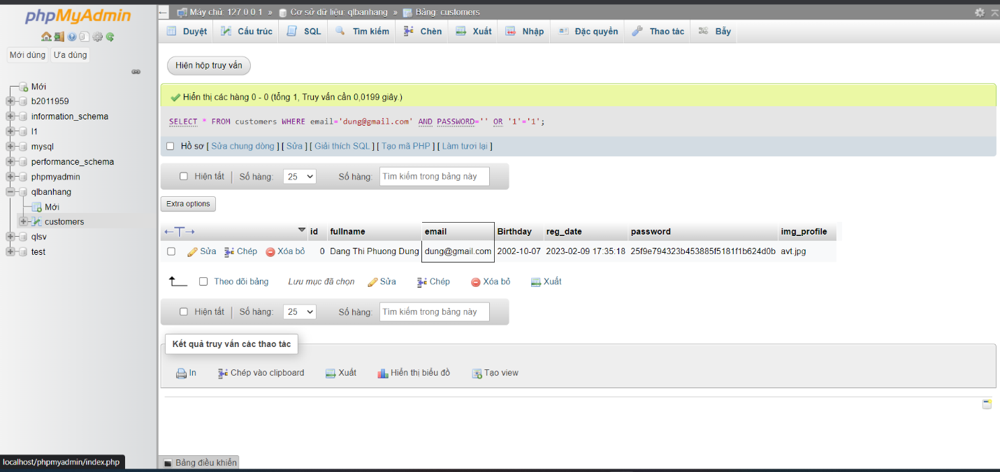 phpMyAdmin
Mới dùng Ưa dùng
Mới
b2011959
information_schema
l1
mysql
performance_schema
phpmyadmin
qlbanhang
Mới
customers
qlsv
test
localhost/phpmyadmin/index.php
Máy chủ: 127.0.0.1 » Cơ sở dữ liệu: qlbanhang » Bảng: customers
Duyệt Cấu trúc SQL Tìm kiếm Chèn Xuất Nhập Đặc quyền Thao tác Bẫy
Hiện hộp truy vấn
Hiển thị các hàng 0 - 0 (tổng 1, Truy vấn cần 0,0199 giây.)
SELECT * FROM customers WHERE email='dung@gmail.com' AND PASSWORD='' OR '1'='1';
Hồ sơ [ Sửa chung dòng ] [ Sửa ] [ Giải thích SQL ] [ Tạo mã PHP ] [ Làm tươi lại ]
Hiện tất | Số hàng: 25 Số hàng: Tìm kiếm trong bảng này
Extra options
←T→ id fullname email Birthday reg_date password img_profile
Sửa Chép Xóa bỏ 0 Dang Thi Phuong Dung dung@gmail.com 2002-10-07 2023-02-09 17:35:18 25f9e794323b453885f5181f1b624d0b avt.jpg
Theo dõi bảng Lưu mục đã chọn Sửa Chép Xóa bỏ Xuất
Hiện tất | Số hàng: 25 Số hàng: Tìm kiếm trong bảng này
Kết quả truy vấn các thao tác
In Chép vào clipboard Xuất Hiển thị biểu đồ Tạo view
Bảng điều khiển